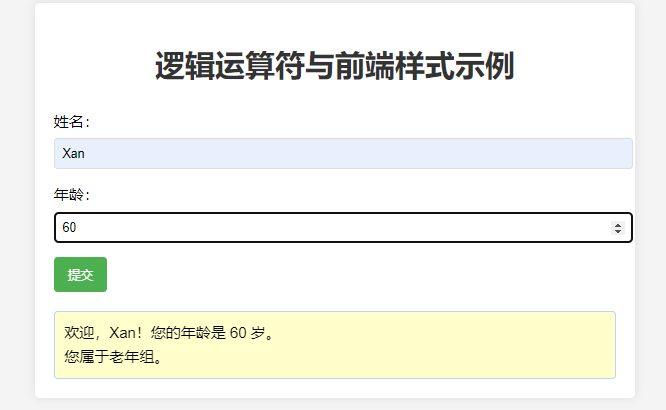 逻辑运算符与前端样式示例
姓名：
Xan
年龄：
60
提交
欢迎，Xan！您的年龄是 60 岁。
您属于老年组。